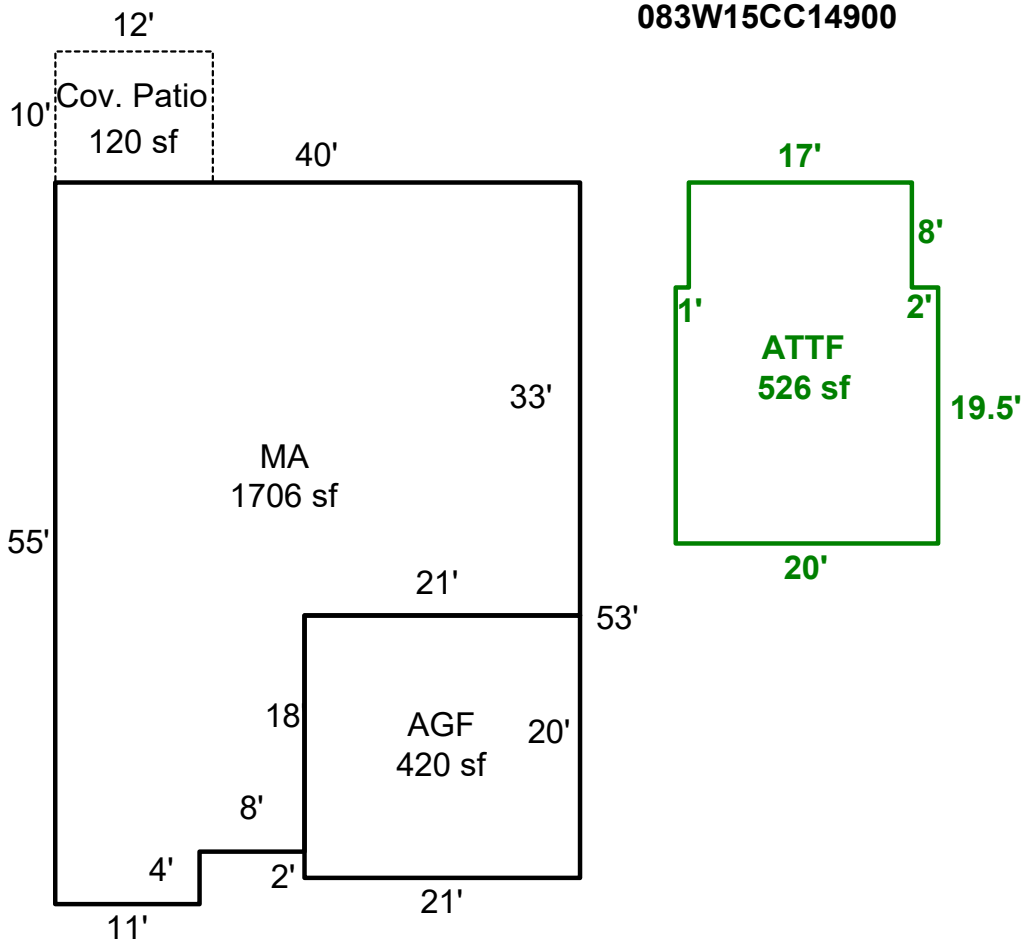 083W15CC14900
12'
10'
Cov. Patio
120 sf
40'
17'
8'
1'
2'
ATTF
526 sf
19.5'
20'
33'
MA
1706 sf
55'
21'
53'
18
AGF
420 sf
20'
8'
4'
2'
21'
11'